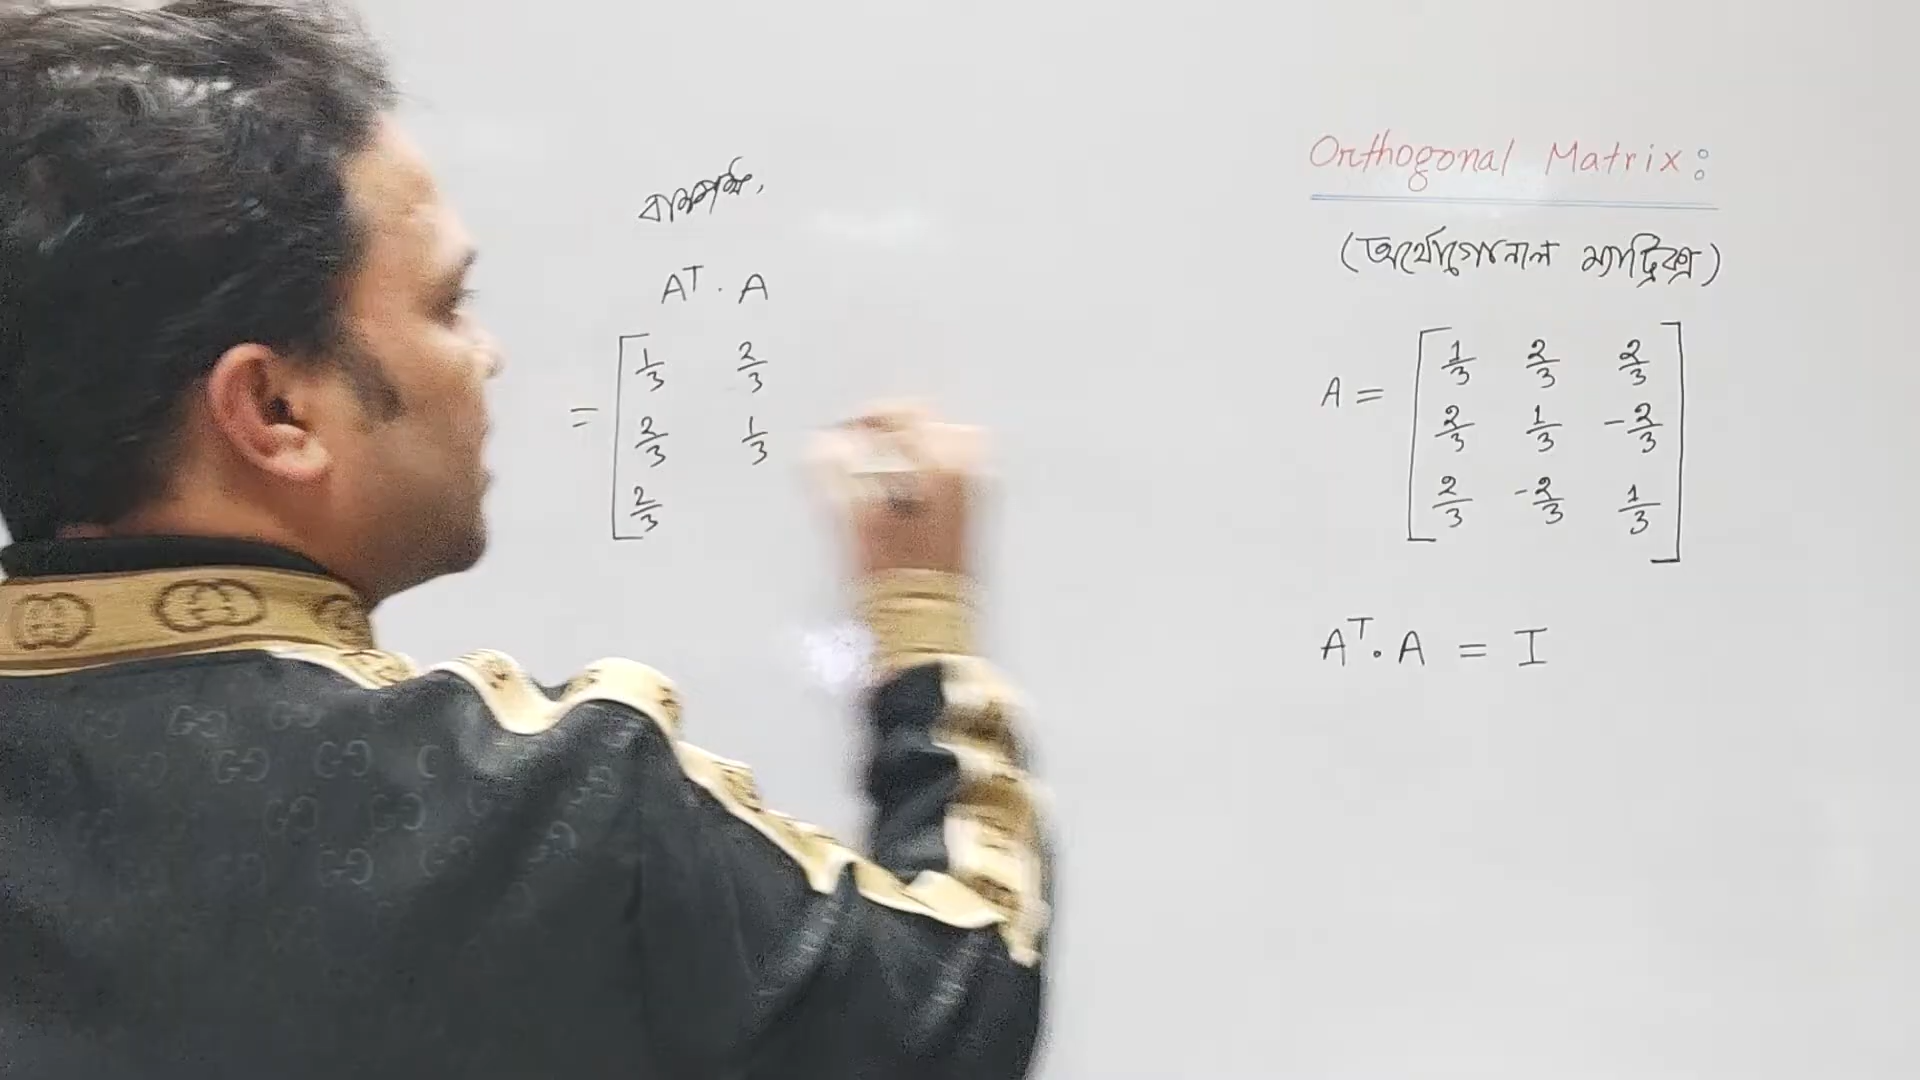 বামপক্ষ,
Aᵀ · A
= [ 1/3 2/3
2/3 1/3
2/3
Orthogonal Matrix:
(অর্থোগোনাল ম্যাট্রিক্স)
A = [ 1/3 2/3 2/3
2/3 1/3 -2/3
2/3 -2/3 1/3 ]
Aᵀ · A = I